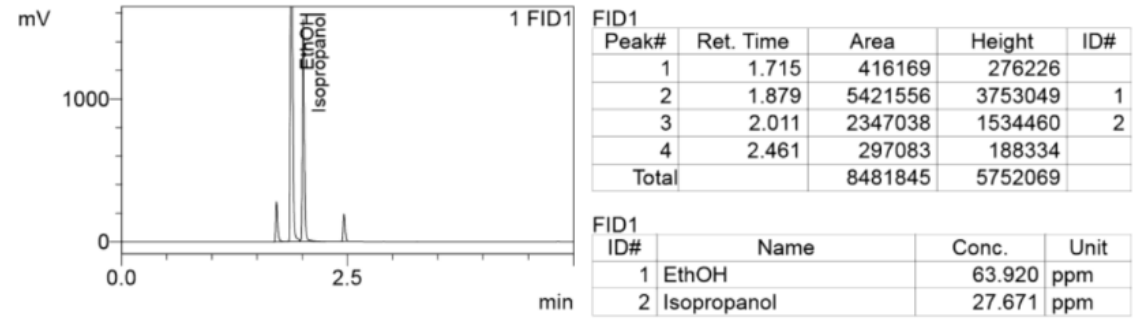 mV
1 FID1
EthOH
Isopropanol
1000
0
0.0 2.5
min
FID1
Peak# Ret. Time Area Height ID#
1 1.715 416169 276226
2 1.879 5421556 3753049 1
3 2.011 2347038 1534460 2
4 2.461 297083 188334
Total 8481845 5752069
FID1
ID# Name Conc. Unit
1 EthOH 63.920 ppm
2 Isopropanol 27.671 ppm